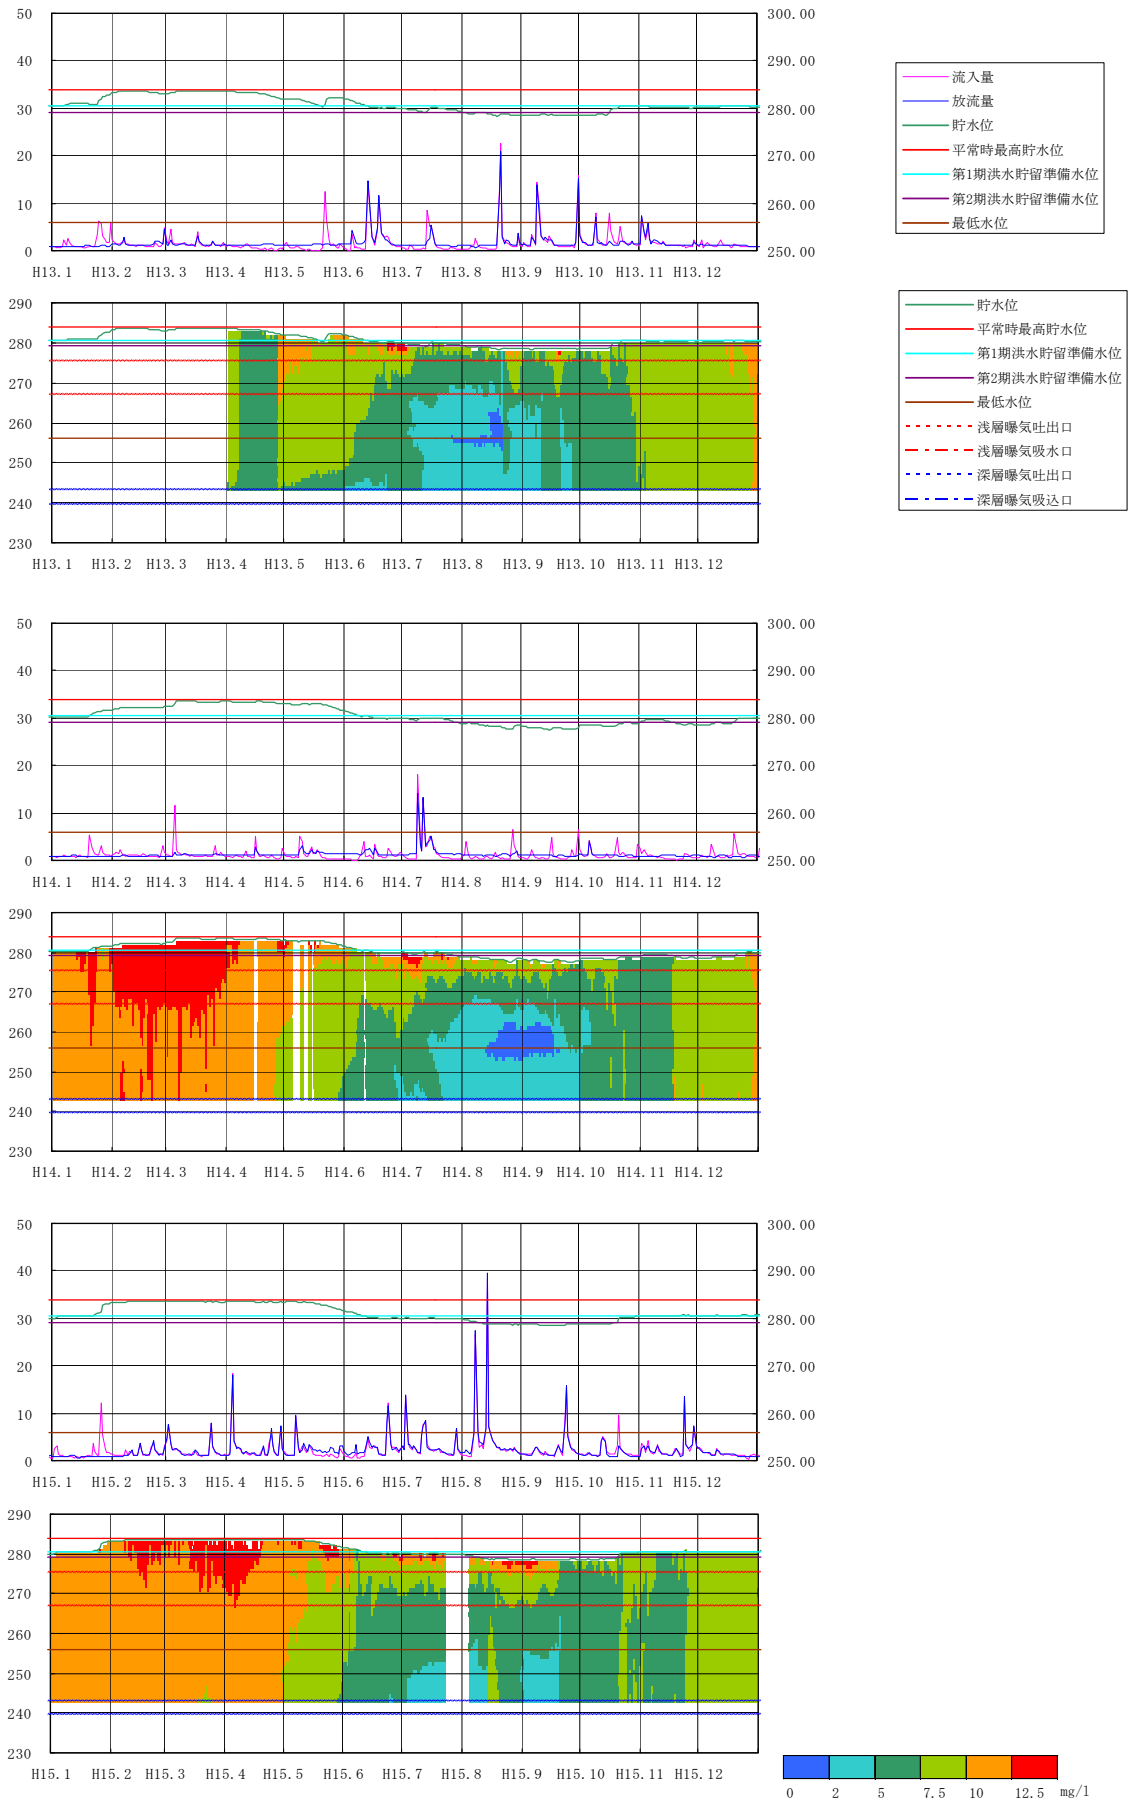 50 300.00
40 290.00
30 280.00
20 270.00
10 260.00
0 250.00
H13.1 H13.2 H13.3 H13.4 H13.5 H13.6 H13.7 H13.8 H13.9 H13.10 H13.11 H13.12
流入量
放流量
貯水位
平常時最高貯水位
第1期洪水貯留準備水位
第2期洪水貯留準備水位
最低水位
290
280
270
260
250
240
230
H13.1 H13.2 H13.3 H13.4 H13.5 H13.6 H13.7 H13.8 H13.9 H13.10 H13.11 H13.12
貯水位
平常時最高貯水位
第1期洪水貯留準備水位
第2期洪水貯留準備水位
最低水位
浅層曝気吐出口
浅層曝気吸水口
深層曝気吐出口
深層曝気吸込口
50 300.00
40 290.00
30 280.00
20 270.00
10 260.00
0 250.00
H14.1 H14.2 H14.3 H14.4 H14.5 H14.6 H14.7 H14.8 H14.9 H14.10 H14.11 H14.12
290
280
270
260
250
240
230
H14.1 H14.2 H14.3 H14.4 H14.5 H14.6 H14.7 H14.8 H14.9 H14.10 H14.11 H14.12
50 300.00
40 290.00
30 280.00
20 270.00
10 260.00
0 250.00
H15.1 H15.2 H15.3 H15.4 H15.5 H15.6 H15.7 H15.8 H15.9 H15.10 H15.11 H15.12
290
280
270
260
250
240
230
H15.1 H15.2 H15.3 H15.4 H15.5 H15.6 H15.7 H15.8 H15.9 H15.10 H15.11 H15.12
0 2 5 7.5 10 12.5 mg/l